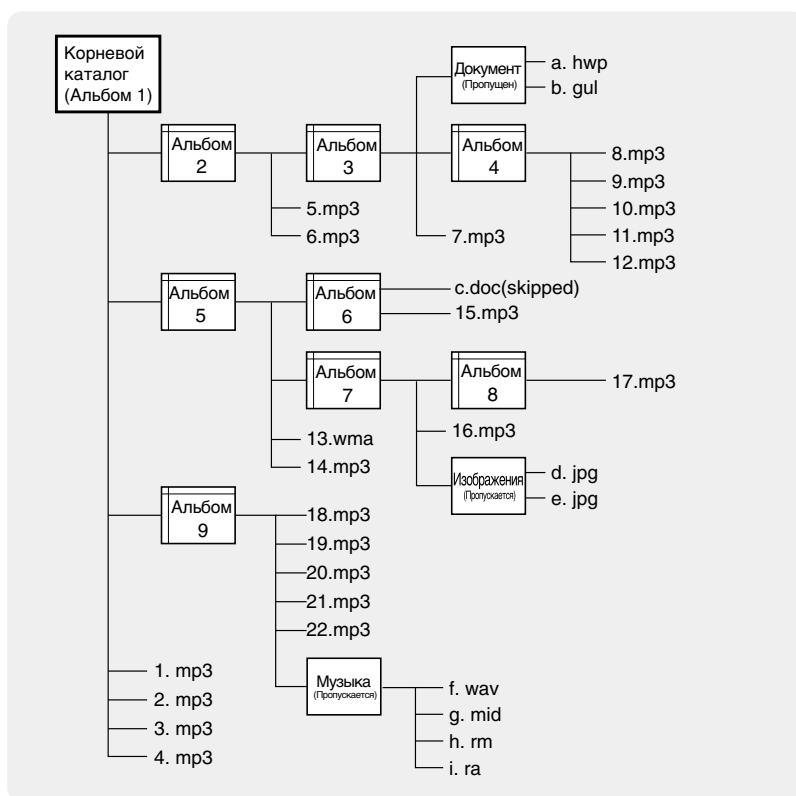 Корневой
каталог
(Альбом 1)
Документ
(Пропущен)
a. hwp
b. gul
Альбом
2
Альбом
3
Альбом
4
8.mp3
9.mp3
10.mp3
11.mp3
12.mp3
5.mp3
6.mp3
7.mp3
Альбом
5
Альбом
6
c.doc(skipped)
15.mp3
Альбом
7
Альбом
8
17.mp3
13.wma
14.mp3
16.mp3
Изображения
(Пропускается)
d. jpg
e. jpg
Альбом
9
18.mp3
19.mp3
20.mp3
21.mp3
22.mp3
Музыка
(Пропускается)
f. wav
g. mid
h. rm
i. ra
1. mp3
2. mp3
3. mp3
4. mp3